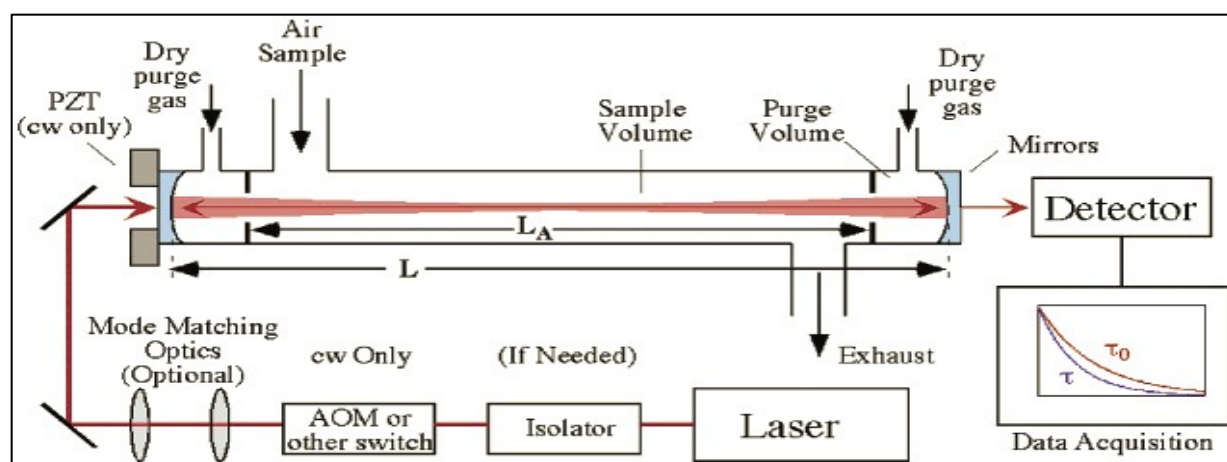 Air
Sample
Dry
purge
gas
PZT
(cw only)
Sample
Volume
Purge
Volume
Dry
purge
gas
Mirrors
Detector
L_A
L
Mode Matching
Optics
(Optional)
cw Only
(If Needed)
Exhaust
AOM or
other switch
Isolator
Laser
τ₀
τ
Data Acquisition